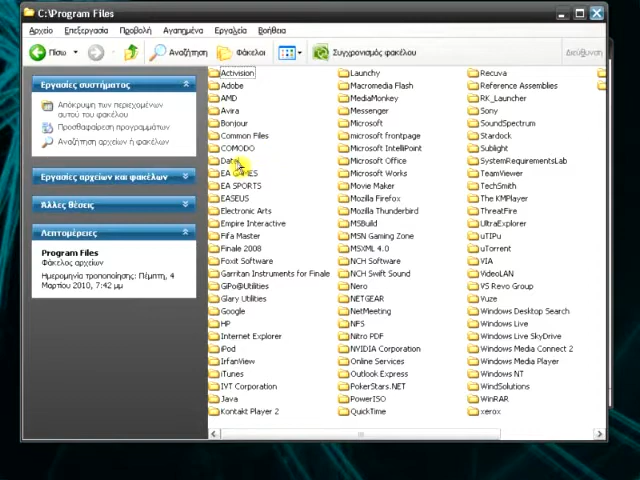 C:\Program Files
Αρχείο Επεξεργασία Προβολή Αγαπημένα Εργαλεία Βοήθεια
Πίσω Αναζήτηση Φάκελοι Συγχρονισμός φακέλου Διεύθυνση
Εργασίες συστήματος
Απόκρυψη των περιεχομένων
αυτού του φακέλου
Προσθαφαίρεση προγραμμάτων
Αναζήτηση αρχείων ή φακέλων
Εργασίες αρχείων και φακέλων
Άλλες θέσεις
Λεπτομέρειες
Program Files
Φάκελος αρχείων
Ημερομηνία τροποποίησης: Πέμπτη, 4
Μαρτίου 2010, 7:42 μμ
Activision
Adobe
AMD
Avira
Bonjour
Common Files
COMODO
EA GAMES
EA SPORTS
EASEUS
Electronic Arts
Empire Interactive
Fifa Master
Finale 2008
Foxit Software
Garritan Instruments for Finale
GiPo@Utilities
Glary Utilities
Google
HP
Internet Explorer
iPod
IrfanView
iTunes
IVT Corporation
Java
Kontakt Player 2
Launchy
Macromedia Flash
MediaMonkey
Messenger
Microsoft
microsoft frontpage
Microsoft IntelliPoint
Microsoft Office
Microsoft Works
Movie Maker
Mozilla Firefox
Mozilla Thunderbird
MSBuild
MSN Gaming Zone
MSXML 4.0
NCH Software
NCH Swift Sound
Nero
NETGEAR
NetMeeting
NFS
Nitro PDF
NVIDIA Corporation
Online Services
Outlook Express
PokerStars.NET
PowerISO
QuickTime
Recuva
Reference Assemblies
RK_Launcher
Sony
SoundSpectrum
Stardock
Sublight
SystemRequirementsLab
TeamViewer
TechSmith
The KMPlayer
ThreatFire
UltraExplorer
uTIPu
uTorrent
VIA
VideoLAN
VS Revo Group
Vuze
Windows Desktop Search
Windows Live
Windows Live SkyDrive
Windows Media Connect 2
Windows Media Player
Windows NT
WindSolutions
WinRAR
xerox